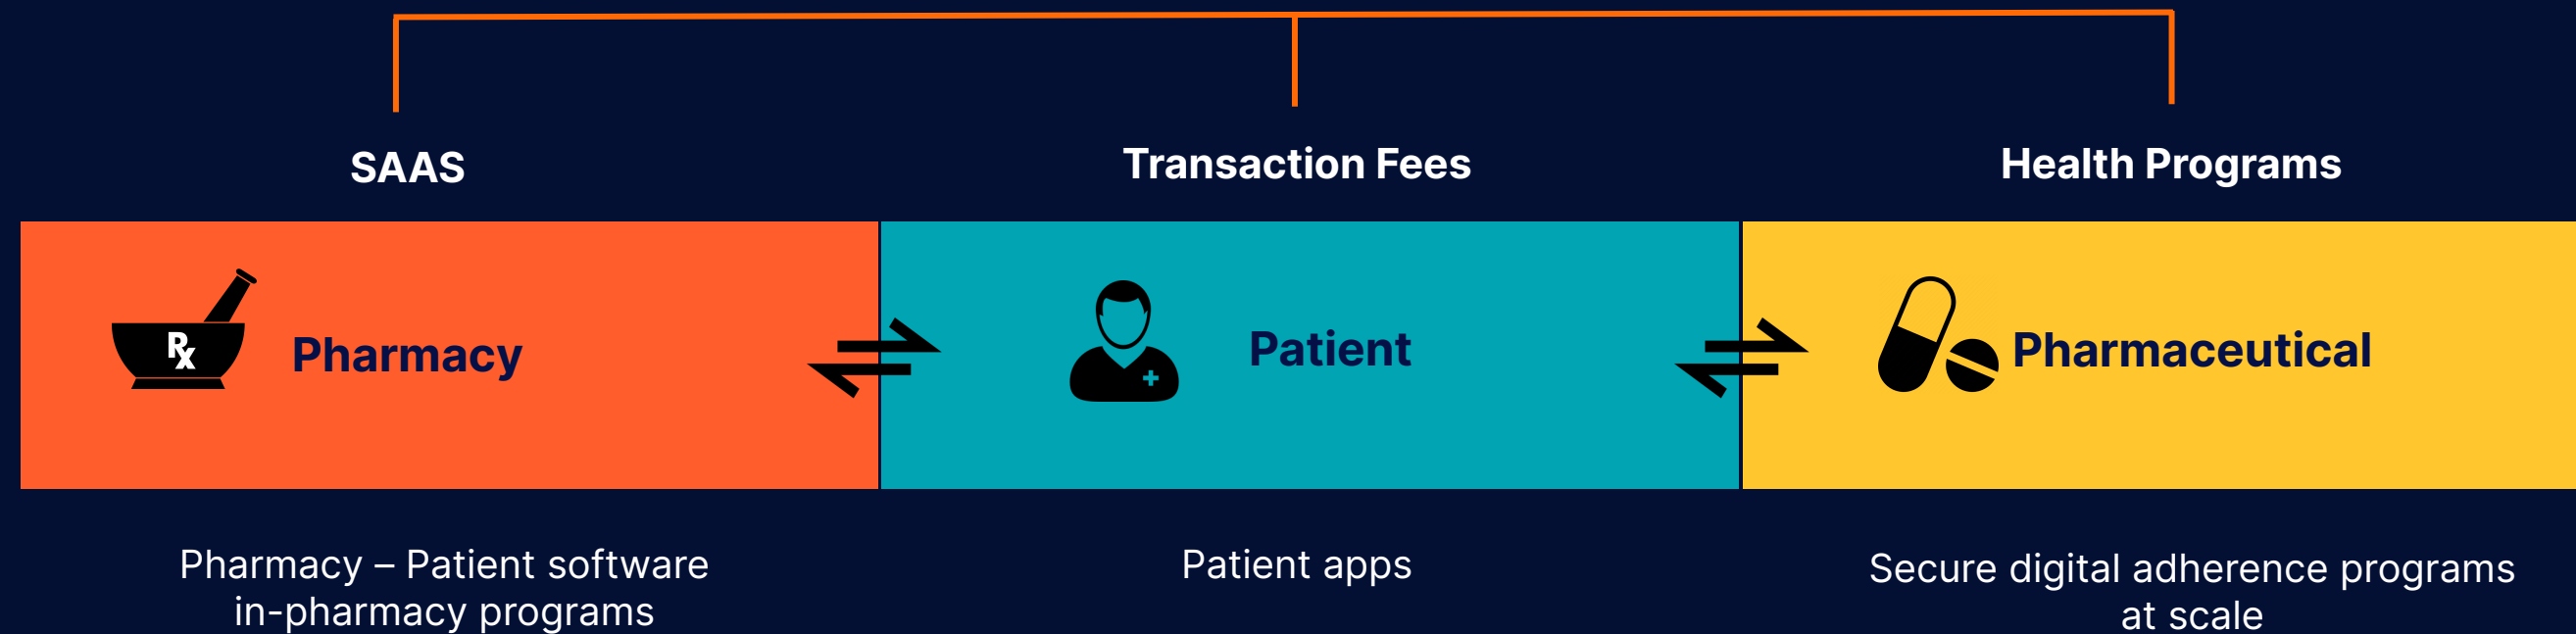 SAAS
Transaction Fees
Health Programs
Rx
Pharmacy
Patient
Pharmaceutical
Pharmacy – Patient software
in-pharmacy programs
Patient apps
Secure digital adherence programs
at scale